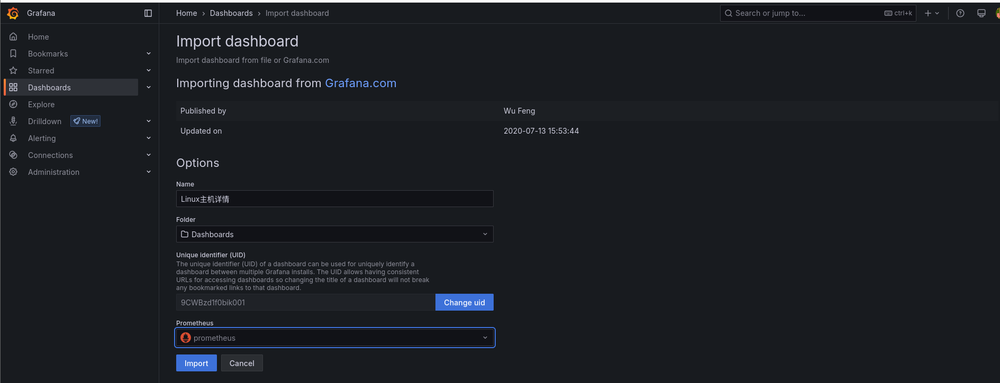 Grafana
Home › Dashboards › Import dashboard
Search or jump to...
ctrl+k
Home
Bookmarks
Starred
Dashboards
Explore
Drilldown
New!
Alerting
Connections
Administration
Import dashboard
Import dashboard from file or Grafana.com
Importing dashboard from Grafana.com
Published by
Wu Feng
Updated on
2020-07-13 15:53:44
Options
Name
Linux主机详情
Folder
Dashboards
Unique identifier (UID)
The unique identifier (UID) of a dashboard can be used for uniquely identify a
dashboard between multiple Grafana installs. The UID allows having consistent
URLs for accessing dashboards so changing the title of a dashboard will not break
any bookmarked links to that dashboard.
9CWBzd1f0bik001
Change uid
Prometheus
prometheus
Import
Cancel